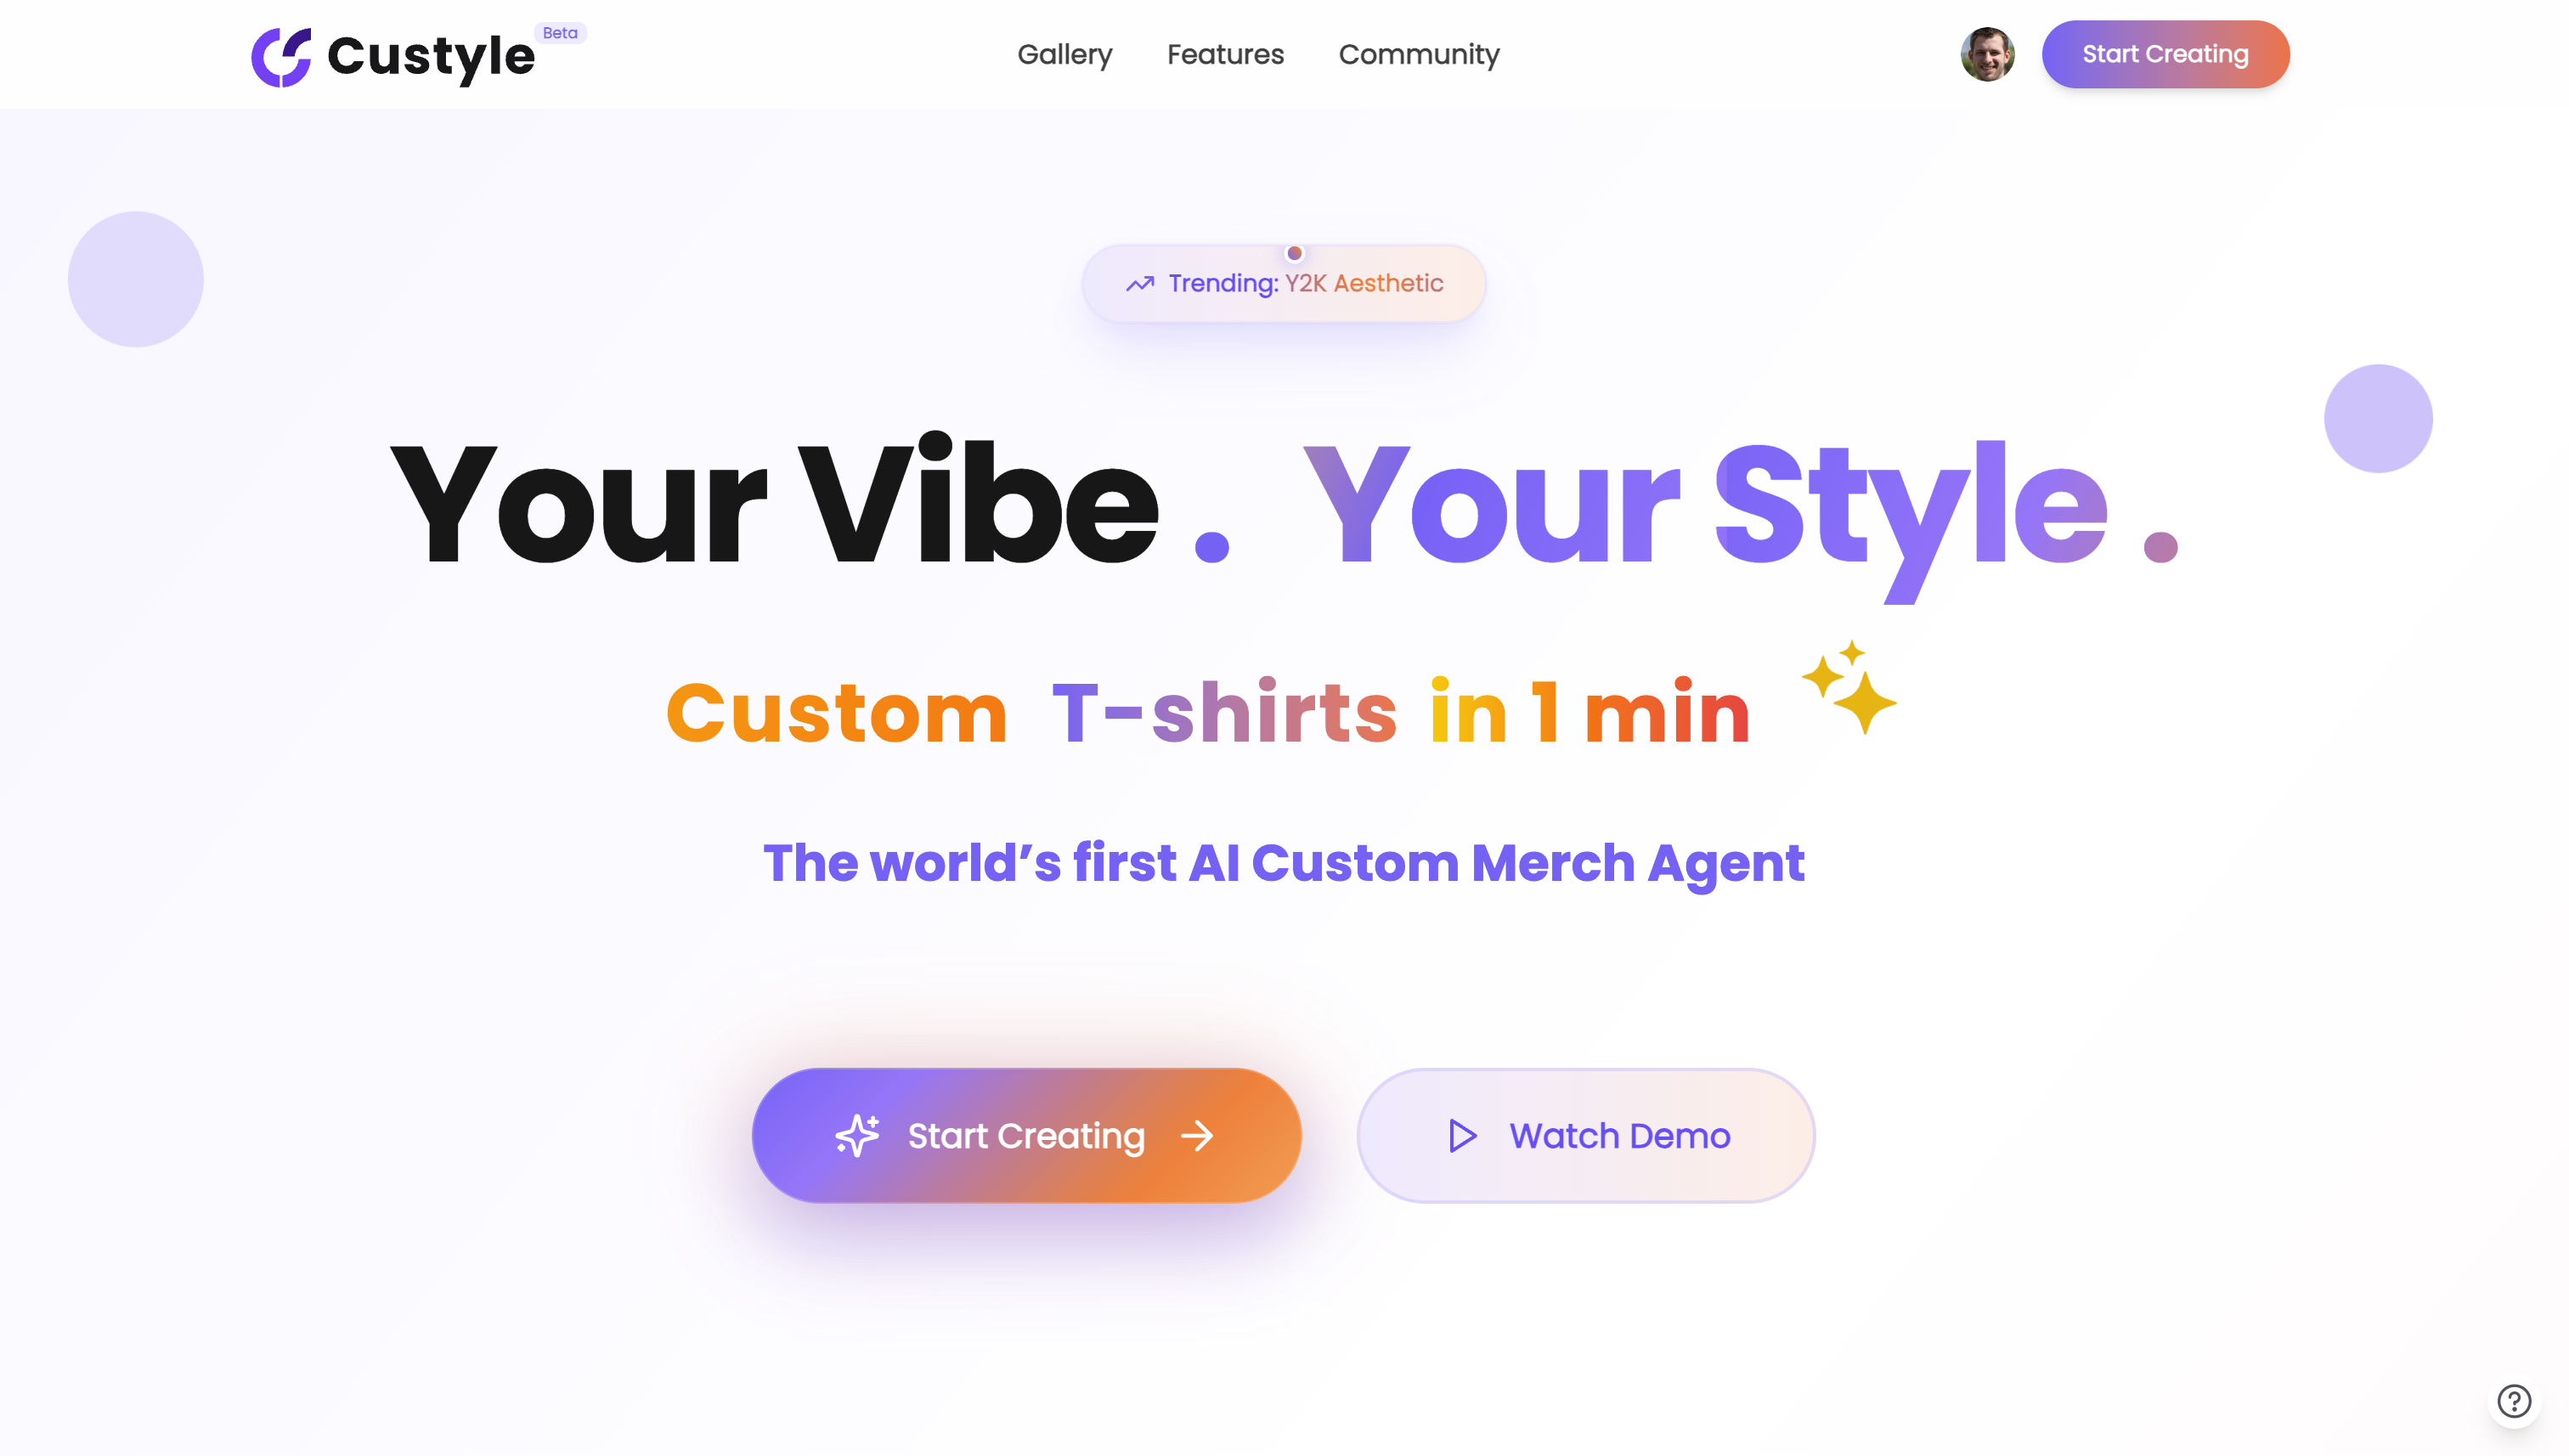 Custyle Beta
Gallery Features Community
Start Creating
Trending: Y2K Aesthetic
Your Vibe . Your Style .
Custom T-shirts in 1 min
The world’s first AI Custom Merch Agent
Start Creating
Watch Demo
?